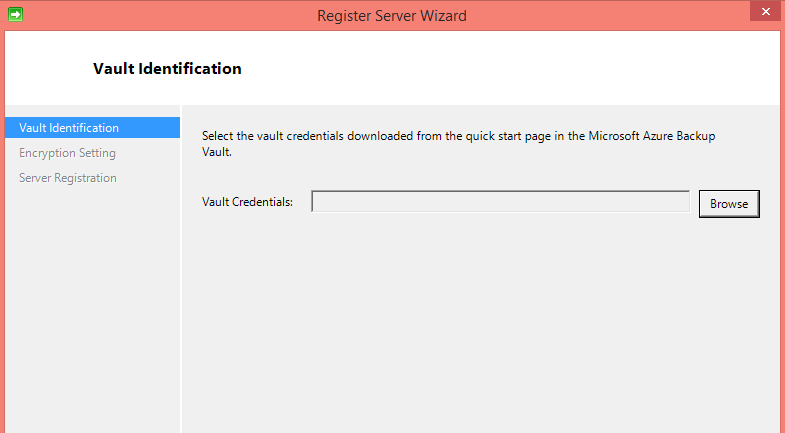 Register Server Wizard
Vault Identification
Vault Identification
Encryption Setting
Server Registration
Select the vault credentials downloaded from the quick start page in the Microsoft Azure Backup
Vault.
Vault Credentials:
Browse